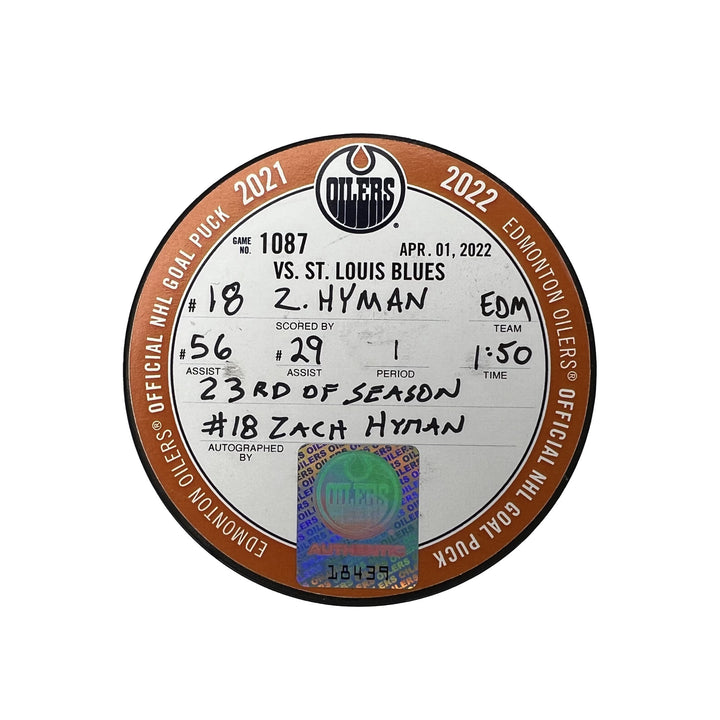 2021
OILERS
®
2022
EDMONTON OILERS® OFFICIAL NHL GOAL PUCK
EDMONTON OILERS® OFFICIAL NHL GOAL PUCK
GAME NO. 1087
APR. 01, 2022
VS. ST. LOUIS BLUES
# 18 Z. HYMAN EDM
SCORED BY TEAM
# 56 # 29 1 1:50
ASSIST ASSIST PERIOD TIME
23RD OF SEASON
#18 ZACH HYMAN
AUTOGRAPHED BY
OILERS
AUTHENTIC
18439